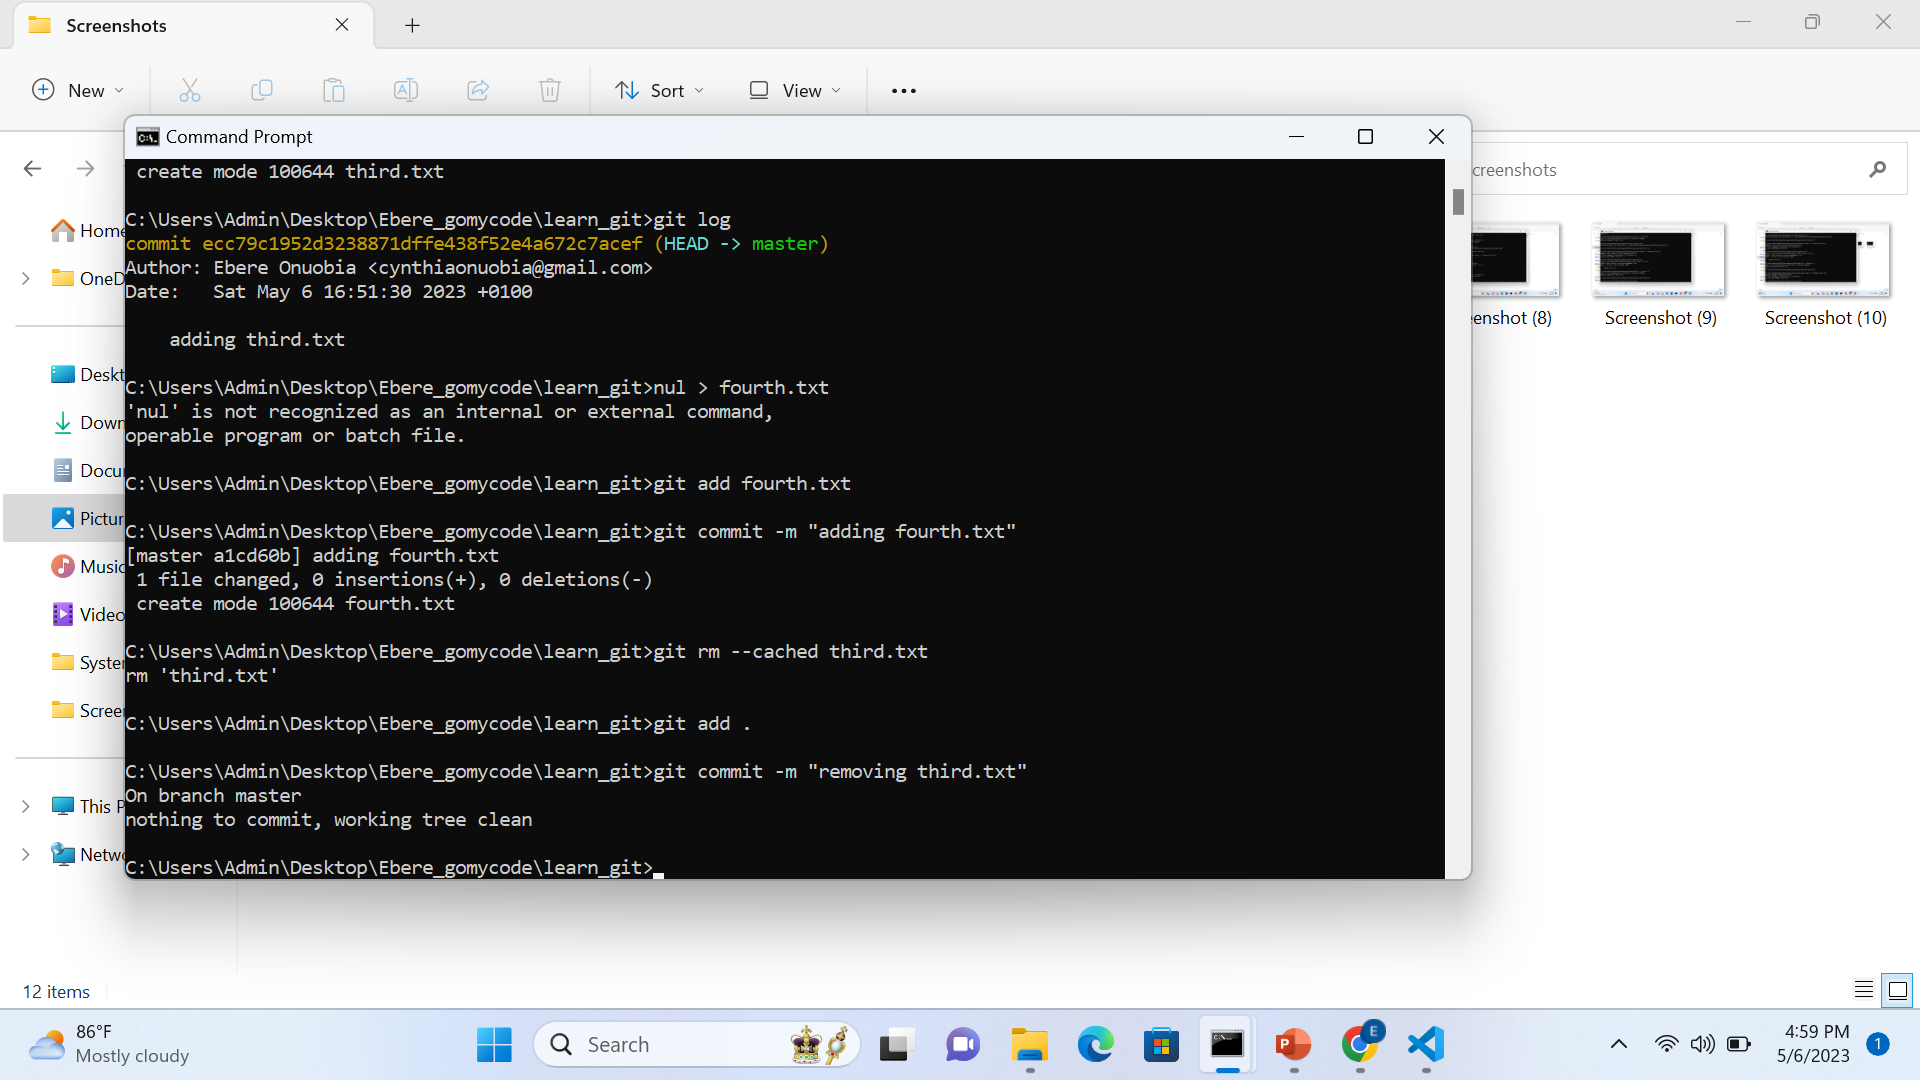 Screenshots
New
Sort
View
Command Prompt
create mode 100644 third.txt
C:\Users\Admin\Desktop\Ebere_gomycode\learn_git>git log
commit ecc79c1952d3238871dffe438f52e4a672c7acef (HEAD -> master)
Author: Ebere Onuobia <cynthiaonuobia@gmail.com>
Date:   Sat May 6 16:51:30 2023 +0100
adding third.txt
C:\Users\Admin\Desktop\Ebere_gomycode\learn_git>nul > fourth.txt
'nul' is not recognized as an internal or external command,
operable program or batch file.
C:\Users\Admin\Desktop\Ebere_gomycode\learn_git>git add fourth.txt
C:\Users\Admin\Desktop\Ebere_gomycode\learn_git>git commit -m "adding fourth.txt"
[master a1cd60b] adding fourth.txt
1 file changed, 0 insertions(+), 0 deletions(-)
create mode 100644 fourth.txt
C:\Users\Admin\Desktop\Ebere_gomycode\learn_git>git rm --cached third.txt
rm 'third.txt'
C:\Users\Admin\Desktop\Ebere_gomycode\learn_git>git add .
C:\Users\Admin\Desktop\Ebere_gomycode\learn_git>git commit -m "removing third.txt"
On branch master
nothing to commit, working tree clean
C:\Users\Admin\Desktop\Ebere_gomycode\learn_git>
Home
OneD
Deskt
Down
Docu
Pictur
Music
Video
Syste
Scree
This P
Netwo
creenshots
enshot (8)
Screenshot (9)
Screenshot (10)
12 items
86°F
Mostly cloudy
Search
E
4:59 PM
5/6/2023
1